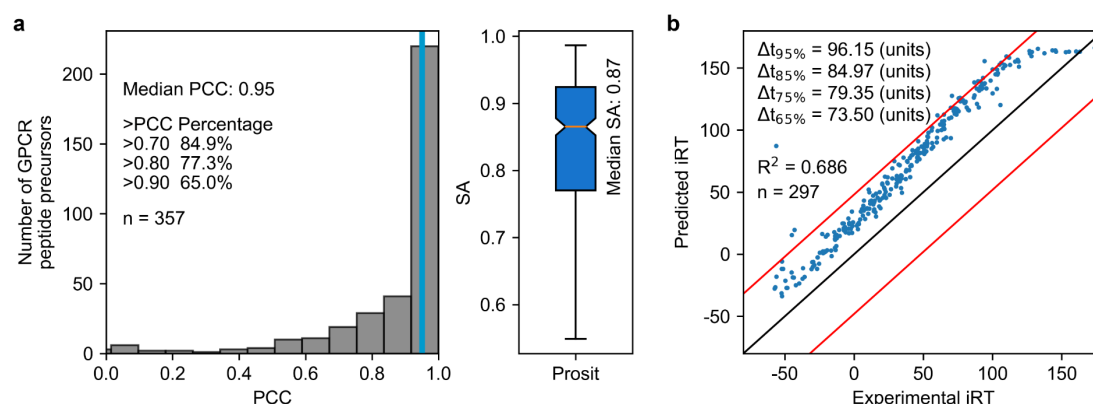 a
Number of GPCR
peptide precursors
200
150
100
50
0
Median PCC: 0.95
>PCC Percentage
>0.70 84.9%
>0.80 77.3%
>0.90 65.0%
n = 357
0.0
0.2
0.4
0.6
0.8
1.0
PCC
SA
1.0
0.9
0.8
0.7
0.6
Median SA: 0.87
Prosit
b
Predicted iRT
150
100
50
0
-50
Δt95% = 96.15 (units)
Δt85% = 84.97 (units)
Δt75% = 79.35 (units)
Δt65% = 73.50 (units)
R² = 0.686
n = 297
-50
0
50
100
150
Experimental iRT